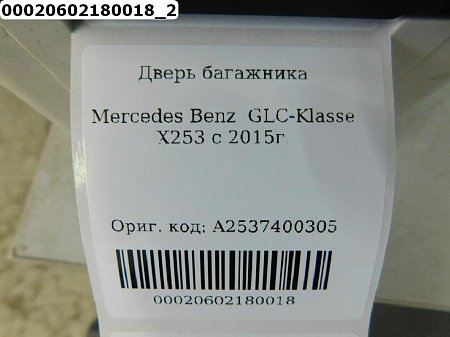 00020602180018_2
Дверь багажника
Mercedes Benz GLC-Klasse
X253 с 2015г
Ориг. код: A2537400305
00020602180018